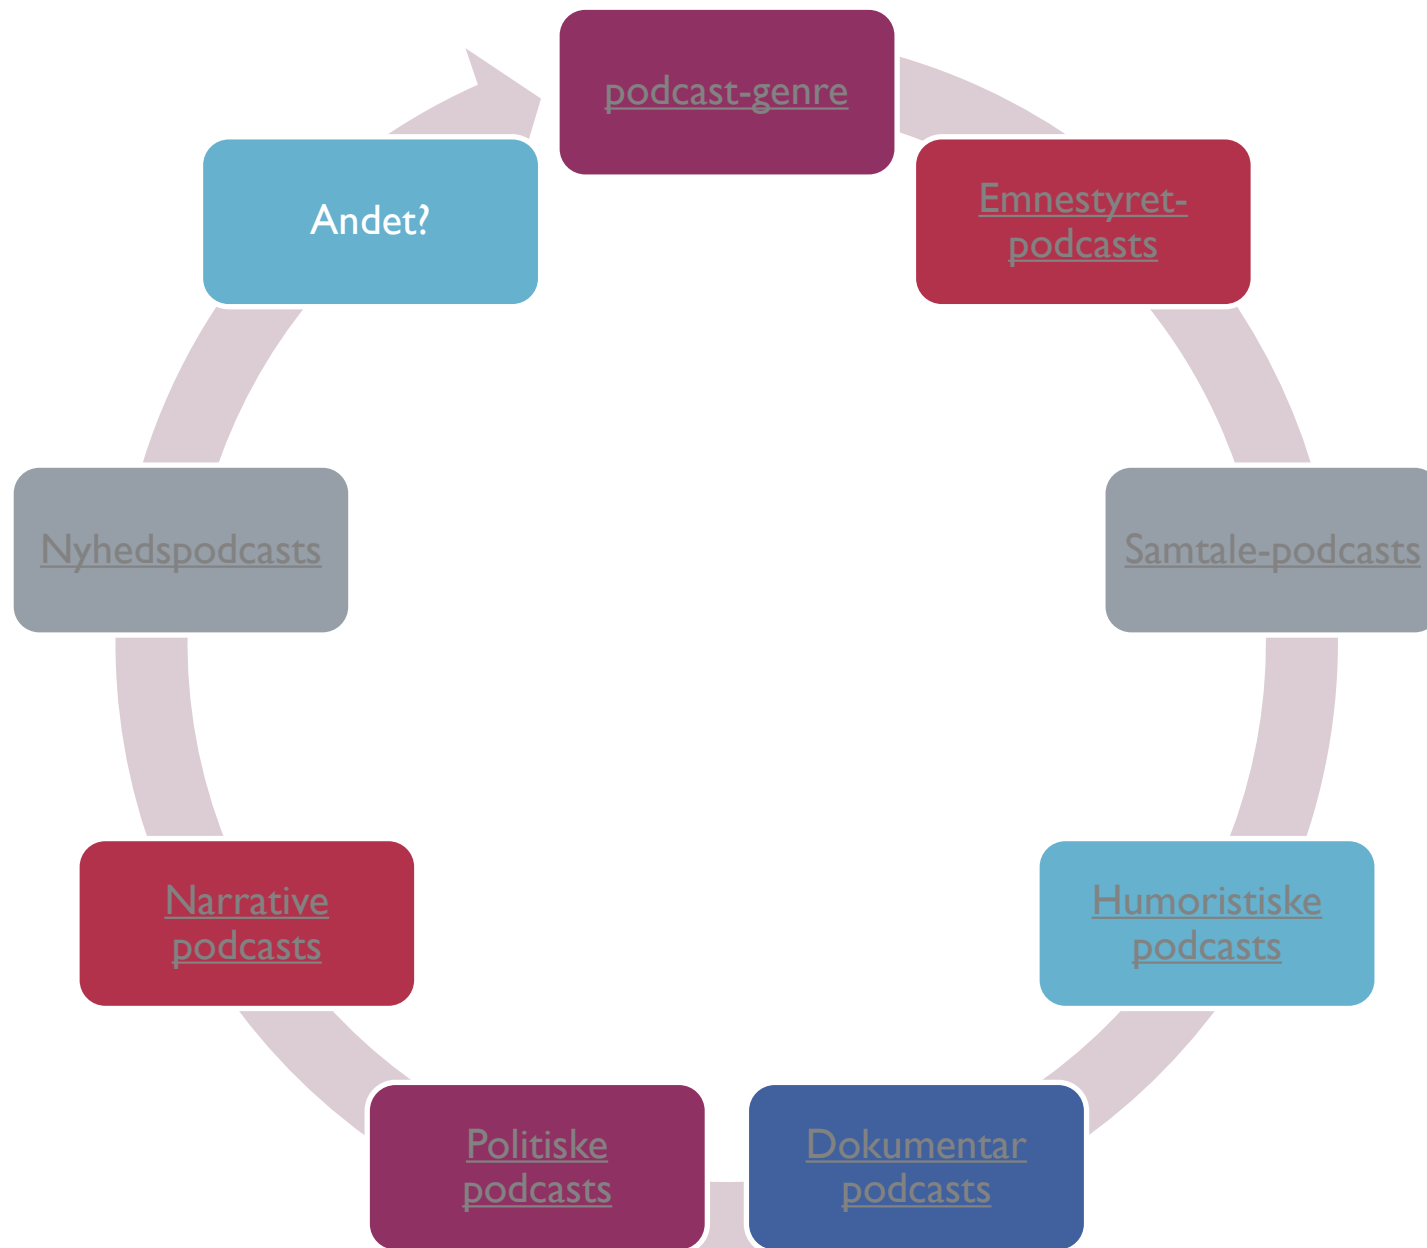 podcast-genre
Emnestyret-
podcasts
Samtale-podcasts
Humoristiske
podcasts
Dokumentar
podcasts
Politiske
podcasts
Narrative
podcasts
Nyhedspodcasts
Andet?